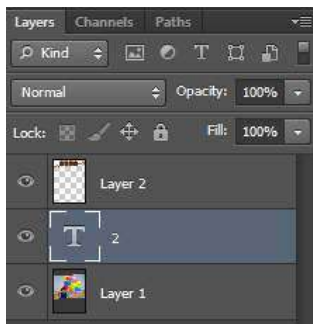 Layers Channels Paths
Kind T
Normal Opacity: 100%
Lock: Fill: 100%
Layer 2
T 2
Layer 1